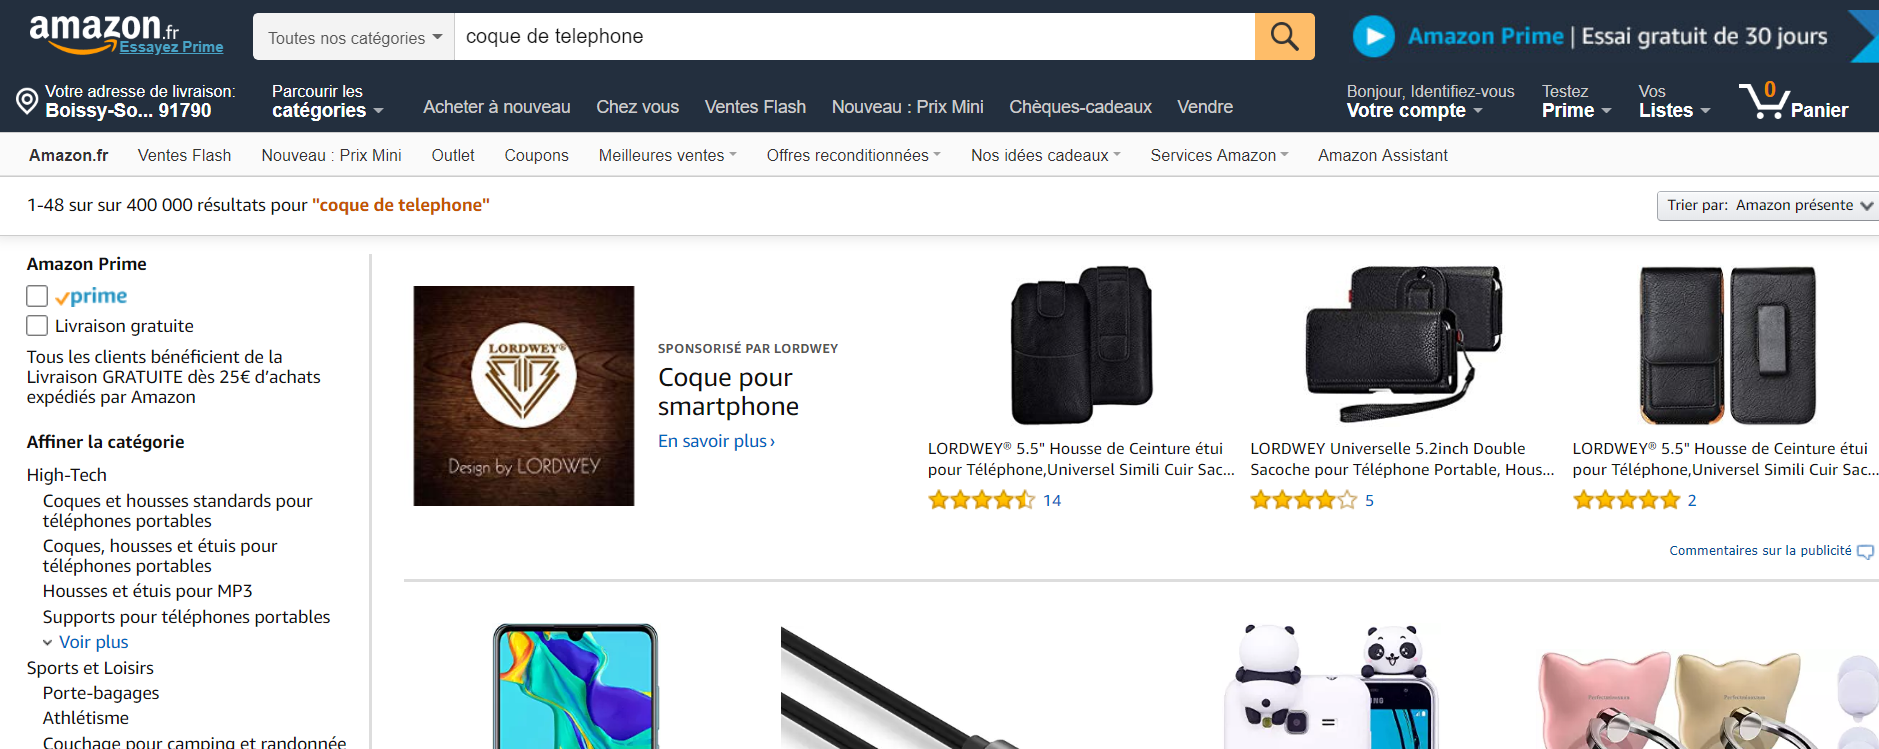 amazon.fr
Essayez Prime
Toutes nos catégories
coque de telephone
Amazon Prime | Essai gratuit de 30 jours
Votre adresse de livraison:
Boissy-So... 91790
Parcourir les
catégories
Acheter à nouveau
Chez vous
Ventes Flash
Nouveau : Prix Mini
Chèques-cadeaux
Vendre
Bonjour, Identifiez-vous
Votre compte
Testez
Prime
Vos
Listes
0
Panier
Amazon.fr
Ventes Flash
Nouveau : Prix Mini
Outlet
Coupons
Meilleures ventes
Offres reconditionnées
Nos idées cadeaux
Services Amazon
Amazon Assistant
1-48 sur sur 400 000 résultats pour "coque de telephone"
Trier par: Amazon présente
Amazon Prime
prime
Livraison gratuite
Tous les clients bénéficient de la
Livraison GRATUITE dès 25€ d'achats
expédiés par Amazon
Affiner la catégorie
High-Tech
Coques et housses standards pour
téléphones portables
Coques, housses et étuis pour
téléphones portables
Housses et étuis pour MP3
Supports pour téléphones portables
Voir plus
Sports et Loisirs
Porte-bagages
Athlétisme
Couchage pour camping et randonnée
LORDWEY®
Design by LORDWEY
SPONSORISÉ PAR LORDWEY
Coque pour
smartphone
En savoir plus ›
LORDWEY® 5.5" Housse de Ceinture étui
pour Téléphone,Universel Simili Cuir Sac...
14
LORDWEY Universelle 5.2inch Double
Sacoche pour Téléphone Portable, Hous...
5
LORDWEY® 5.5" Housse de Ceinture étui
pour Téléphone,Universel Simili Cuir Sac...
2
Commentaires sur la publicité
SAMSUNG